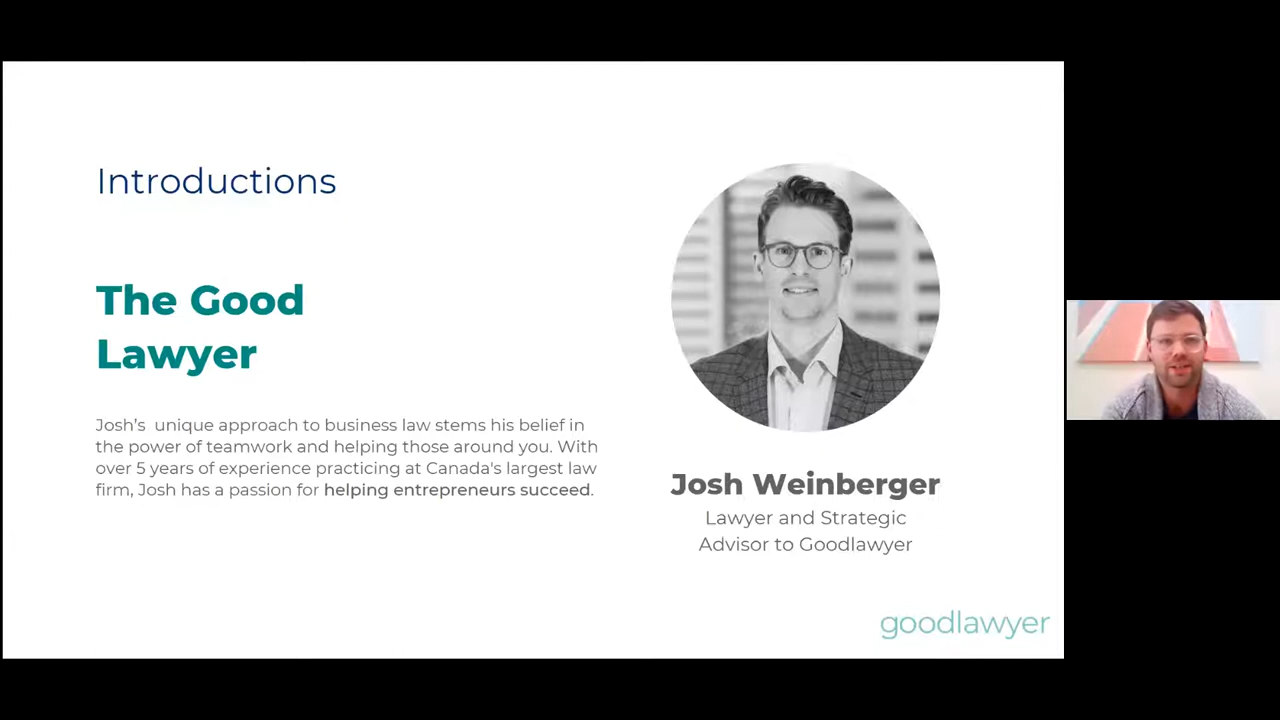 Introductions
The Good
Lawyer
Josh's  unique approach to business law stems his belief in
the power of teamwork and helping those around you. With
over 5 years of experience practicing at Canada's largest law
firm, Josh has a passion for helping entrepreneurs succeed.
Josh Weinberger
Lawyer and Strategic
Advisor to Goodlawyer
goodlawyer